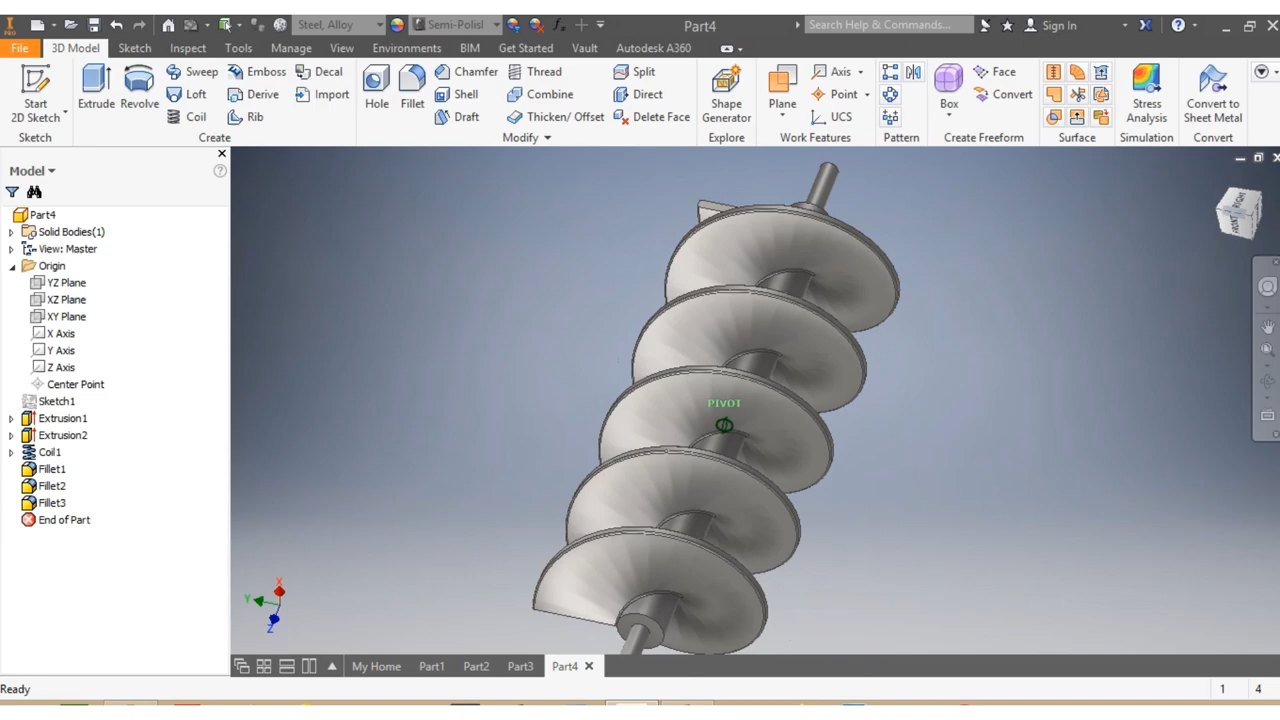 Steel, Alloy Semi-Polisl Part4 Search Help & Commands... Sign In
File 3D Model Sketch Inspect Tools Manage View Environments BIM Get Started Vault Autodesk A360
Sweep Emboss Decal Chamfer Thread Split Axis Face
Start 2D Sketch Extrude Revolve Loft Derive Import Hole Fillet Shell Combine Direct Shape Generator Plane Point Box Convert Stress Analysis Convert to Sheet Metal
Coil Rib Draft Thicken/ Offset Delete Face UCS
Sketch Create Modify Explore Work Features Pattern Create Freeform Surface Simulation Convert
Model
Part4
Solid Bodies(1)
View: Master
Origin
YZ Plane
XZ Plane
XY Plane
X Axis
Y Axis
Z Axis
Center Point
Sketch1
Extrusion1
Extrusion2
Coil1
Fillet1
Fillet2
Fillet3
End of Part
FRONT RIGHT
PIVOT
X
Y
Z
My Home Part1 Part2 Part3 Part4
Ready 1 4